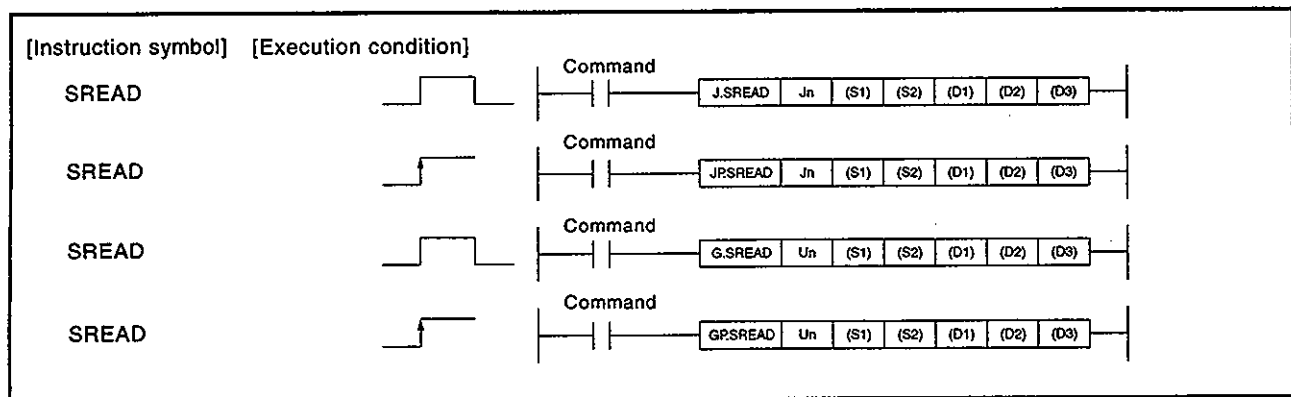 [Instruction symbol] [Execution condition]
Command
SREAD J.SREAD Jn (S1) (S2) (D1) (D2) (D3)
Command
SREAD JP.SREAD Jn (S1) (S2) (D1) (D2) (D3)
Command
SREAD G.SREAD Un (S1) (S2) (D1) (D2) (D3)
Command
SREAD GP.SREAD Un (S1) (S2) (D1) (D2) (D3)